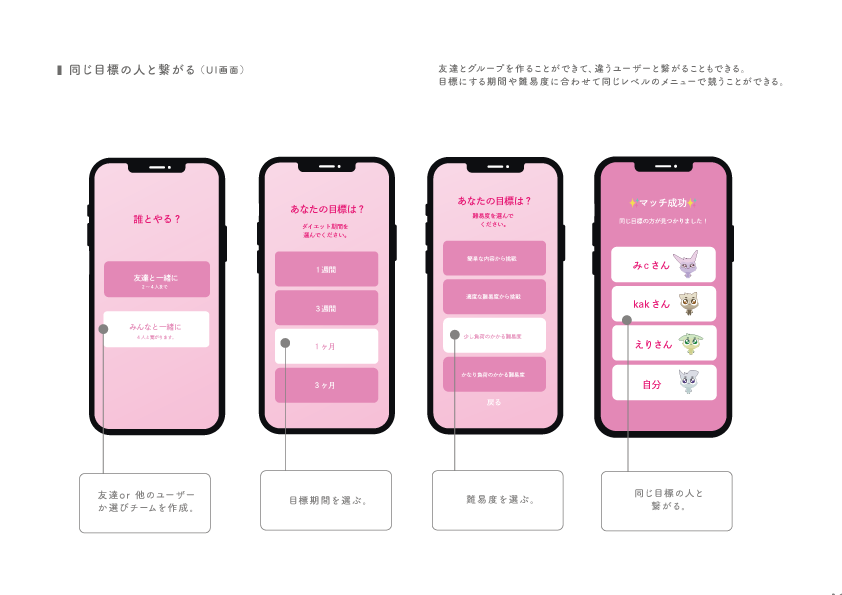 同じ目標の人と繋がる（UI画面）
友達とグループを作ることができて、違うユーザーと繋がることもできる。
目標にする期間や難易度に合わせて同じレベルのメニューで競うことができる。
誰とやる？
友達と一緒に
2〜4人まで
みんなと一緒に
あなたの目標は？
ダイエット期間を
選んでください。
1週間
3週間
1ヶ月
3ヶ月
あなたの目標は？
難易度を選んで
ください。
簡単な内容から挑戦
適度な難易度から挑戦
少し負荷のかかる難易度
かなり負荷のかかる難易度
戻る
マッチ成功
同じ目標の方が見つかりました！
みcさん
kakさん
えりさん
自分
友達or 他のユーザー
か選びチームを作成。
目標期間を選ぶ。
難易度を選ぶ。
同じ目標の人と
繋がる。